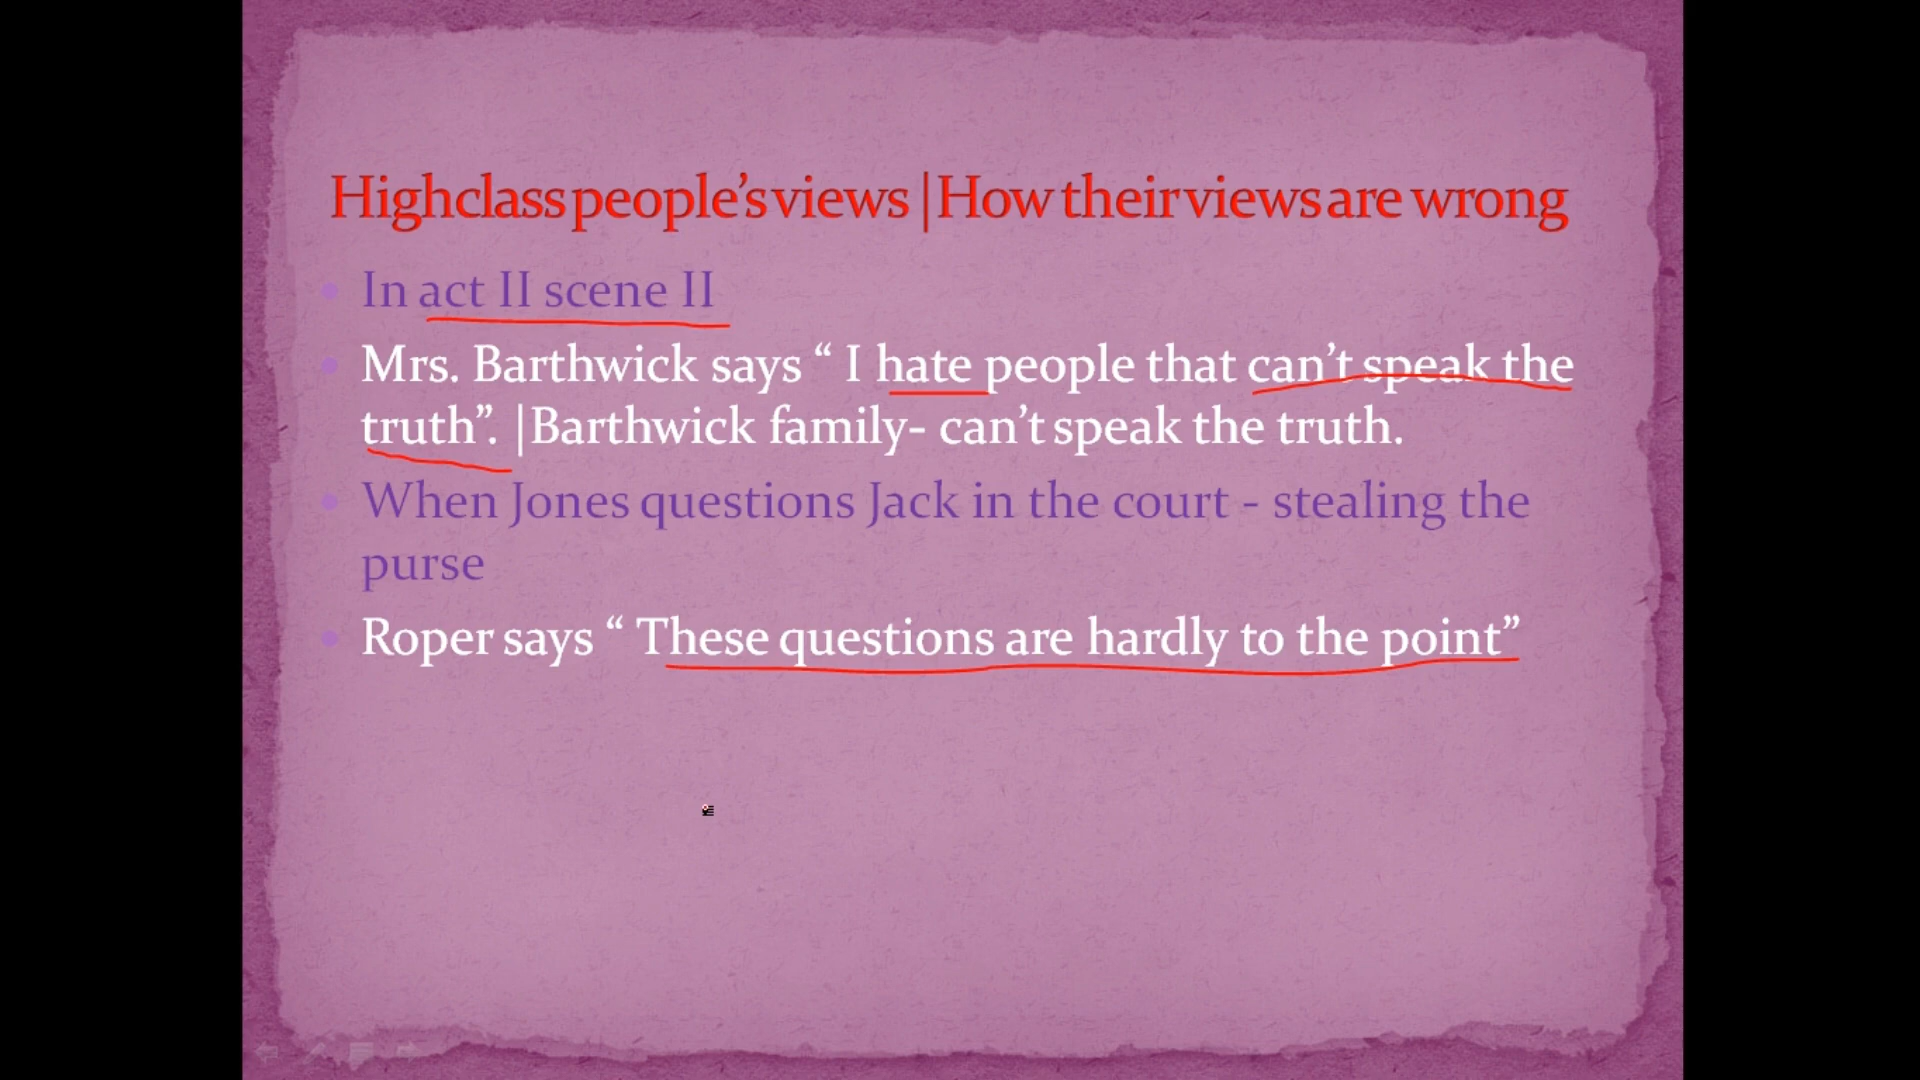 Highclass people’s views |How their views are wrong
• In act II scene II
• Mrs. Barthwick says “ I hate people that can’t speak the
truth”. |Barthwick family- can’t speak the truth.
• When Jones questions Jack in the court - stealing the
purse
• Roper says “ These questions are hardly to the point”